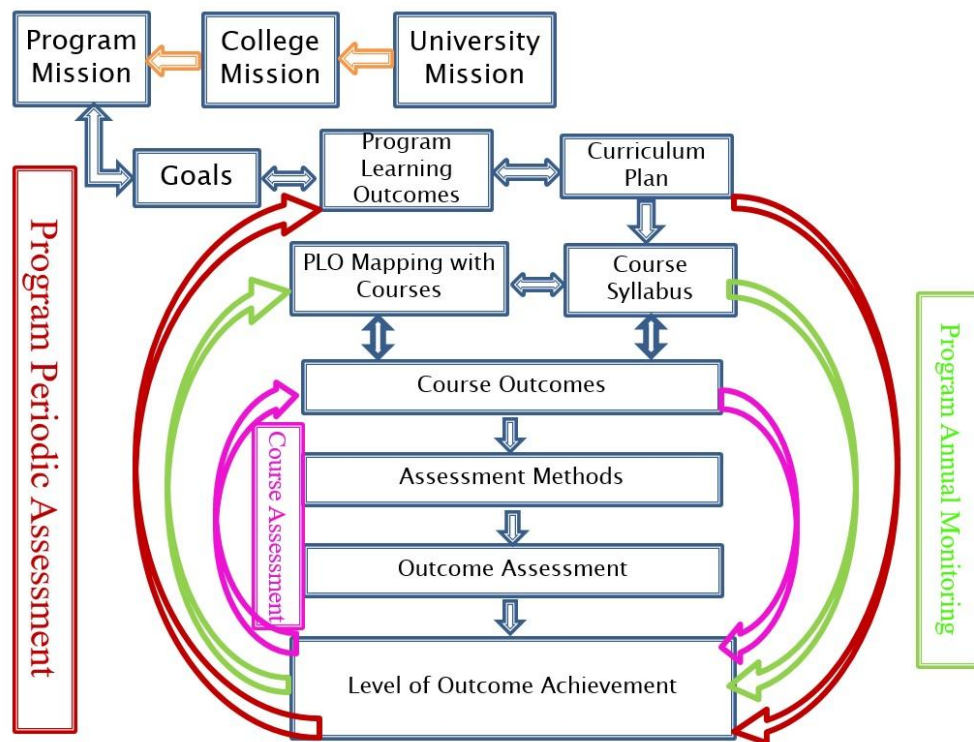 Program
Mission
College
Mission
University
Mission
Goals
Program
Learning
Outcomes
Curriculum
Plan
PLO Mapping with
Courses
Course
Syllabus
Course Outcomes
Assessment Methods
Outcome Assessment
Level of Outcome Achievement
Program Periodic Assessment
Course Assessment
Program Annual Monitoring